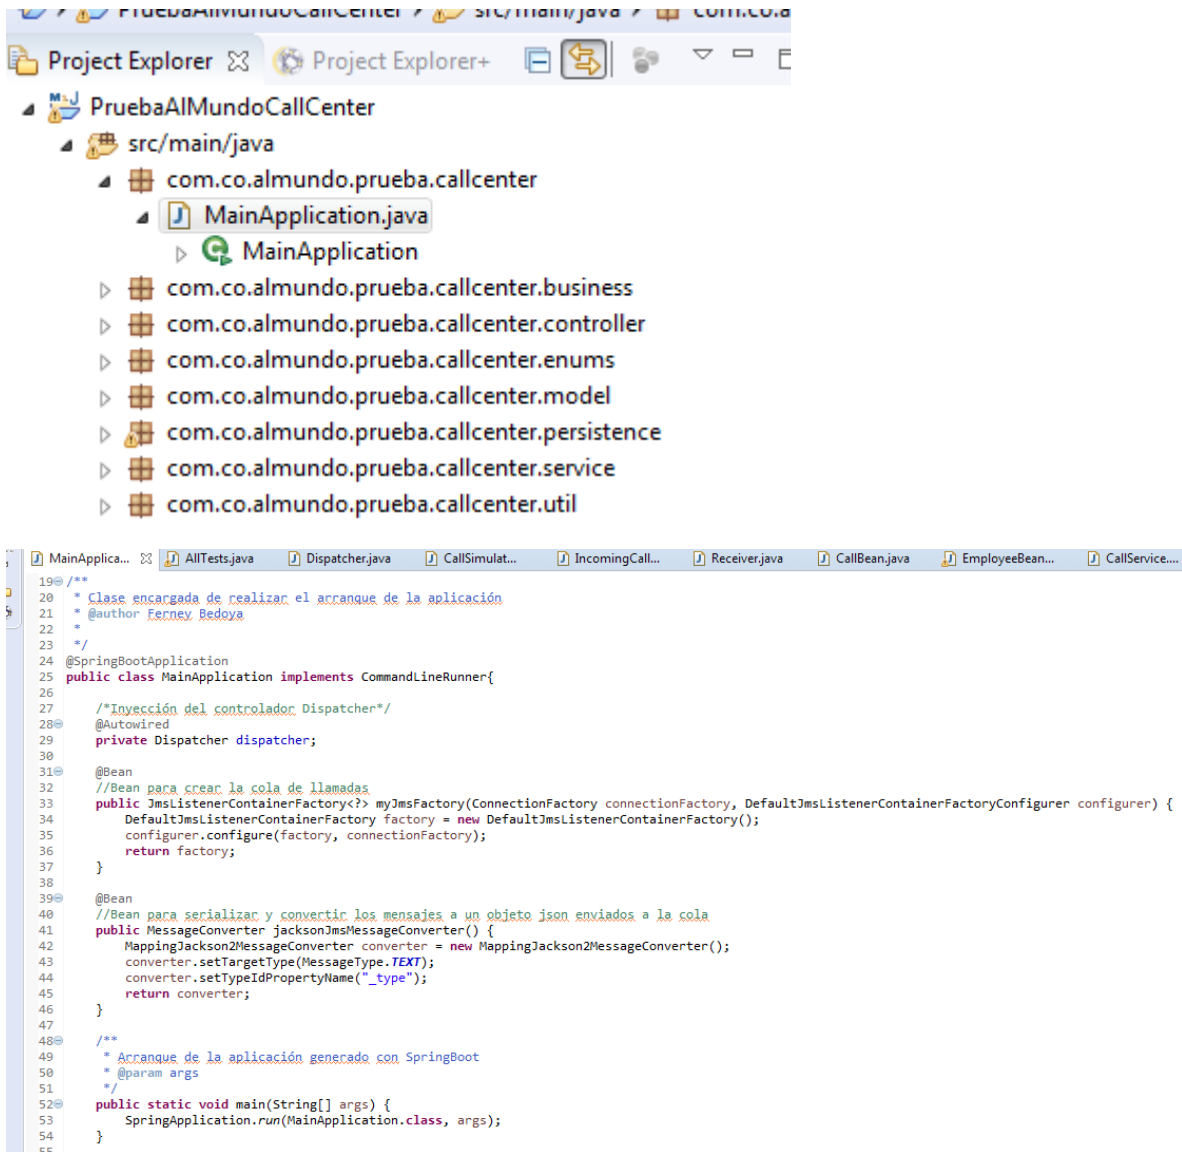 PruebaAlMundoCallCenter src/main/java com.co.a
Project Explorer Project Explorer+
PruebaAlMundoCallCenter
src/main/java
com.co.almundo.prueba.callcenter
MainApplication.java
MainApplication
com.co.almundo.prueba.callcenter.business
com.co.almundo.prueba.callcenter.controller
com.co.almundo.prueba.callcenter.enums
com.co.almundo.prueba.callcenter.model
com.co.almundo.prueba.callcenter.persistence
com.co.almundo.prueba.callcenter.service
com.co.almundo.prueba.callcenter.util
MainApplica... AllTests.java Dispatcher.java CallSimulat... IncomingCall... Receiver.java CallBean.java EmployeeBean... CallService....
19 /**
20 * Clase encargada de realizar el arranque de la aplicación
21 * @author Ferney Bedoya
22 *
23 */
24 @SpringBootApplication
25 public class MainApplication implements CommandLineRunner{
26
27 /*Inyección del controlador Dispatcher*/
28 @Autowired
29 private Dispatcher dispatcher;
30
31 @Bean
32 //Bean para crear la cola de llamadas
33 public JmsListenerContainerFactory<?> myJmsFactory(ConnectionFactory connectionFactory, DefaultJmsListenerContainerFactoryConfigurer configurer) {
34 DefaultJmsListenerContainerFactory factory = new DefaultJmsListenerContainerFactory();
35 configurer.configure(factory, connectionFactory);
36 return factory;
37 }
38
39 @Bean
40 //Bean para serializar y convertir los mensajes a un objeto json enviados a la cola
41 public MessageConverter jacksonJmsMessageConverter() {
42 MappingJackson2MessageConverter converter = new MappingJackson2MessageConverter();
43 converter.setTargetType(MessageType.TEXT);
44 converter.setTypeIdPropertyName("_type");
45 return converter;
46 }
47
48 /**
49 * Arranque de la aplicación generado con SpringBoot
50 * @param args
51 */
52 public static void main(String[] args) {
53 SpringApplication.run(MainApplication.class, args);
54 }
55